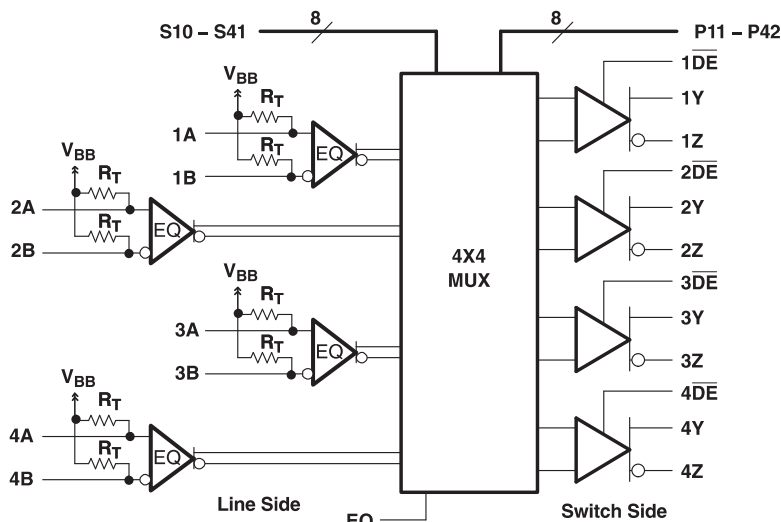 S10 – S41
8
8
P11 – P42
VBB
RT
1A
RT
1B
EQ
VBB
RT
2A
RT
2B
EQ
VBB
RT
3A
RT
3B
EQ
VBB
RT
4A
RT
4B
EQ
4X4
MUX
1DE
1Y
1Z
2DE
2Y
2Z
3DE
3Y
3Z
4DE
4Y
4Z
Line Side
Switch Side
EQ